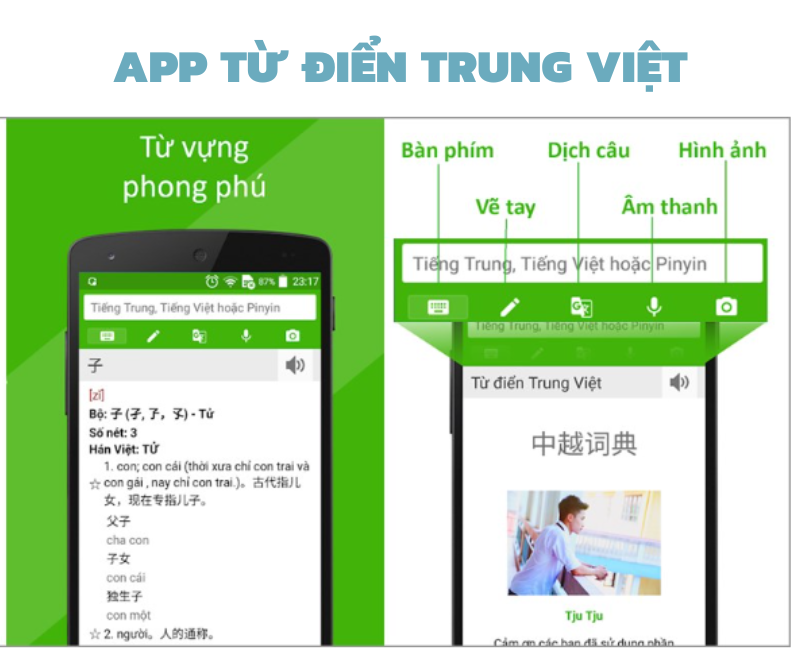 APP TỪ ĐIỂN TRUNG VIỆT
Từ vựng
phong phú
87% 23:17
Tiếng Trung, Tiếng Việt hoặc Pinyin
子
[zǐ]
Bộ: 子 (孑, 孒, 孓) - Tử
Số nét: 3
Hán Việt: TỬ
1. con; con cái (thời xưa chỉ con trai và
☆ con gái , nay chỉ con trai.)。古代指儿
女，现在专指儿子。
父子
cha con
子女
con cái
独生子
con một
☆ 2. người。人的通称。
Bàn phím
Dịch câu
Hình ảnh
Vẽ tay
Âm thanh
Tiếng Trung, Tiếng Việt hoặc Pinyin
Tiếng Trung, Tiếng Việt hoặc Pinyin
Từ điển Trung Việt
中越词典
Tju Tju
Cảm ơn các bạn đã sử dụng phần